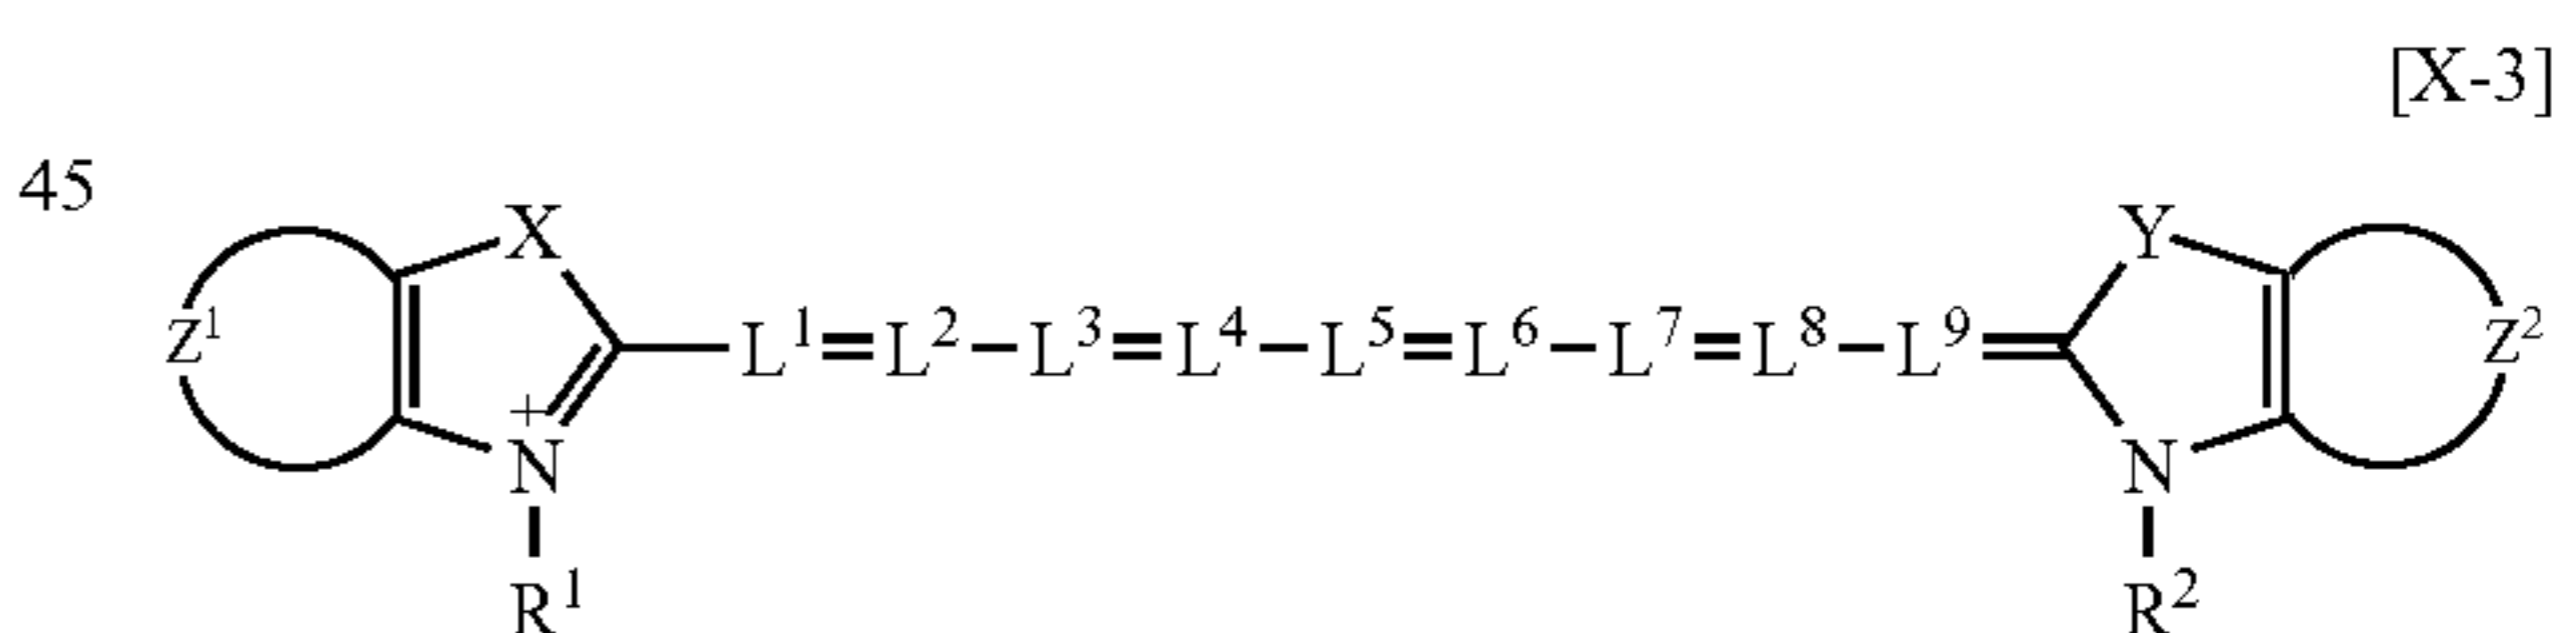 [X-3]
45
X Y
Z¹ L¹=L²–L³=L⁴–L⁵=L⁶–L⁷=L⁸–L⁹= Z²
+
N N
R¹ R²